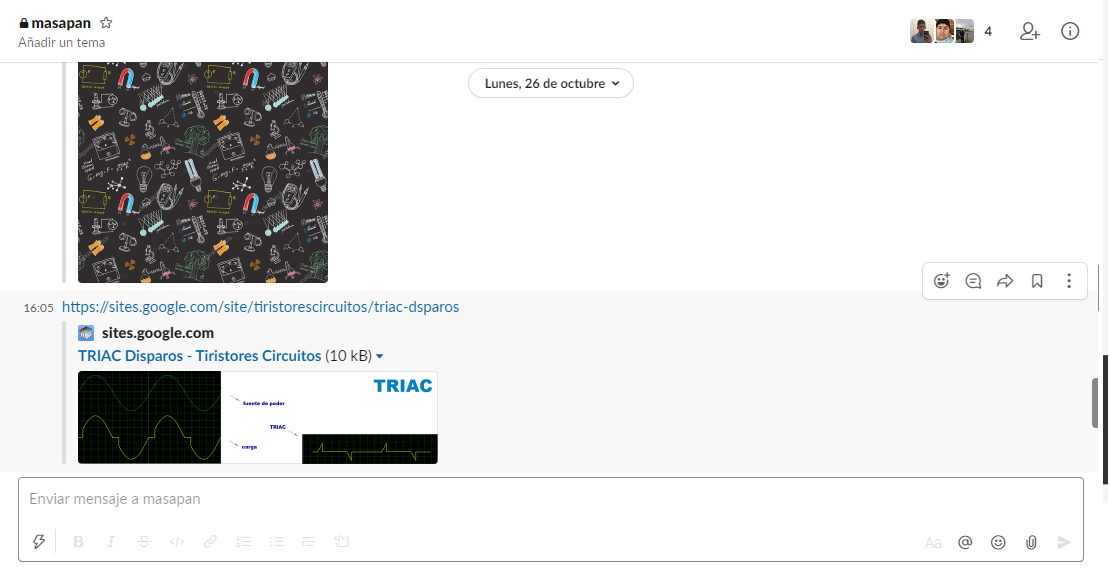 masapan
Añadir un tema
4
Lunes, 26 de octubre
16:05 https://sites.google.com/site/tiristorescircuitos/triac-dsparos
sites.google.com
TRIAC Disparos - Tiristores Circuitos (10 kB)
TRIAC
fuente de poder
TRIAC
carga
Enviar mensaje a masapan
B I S </> Aa @